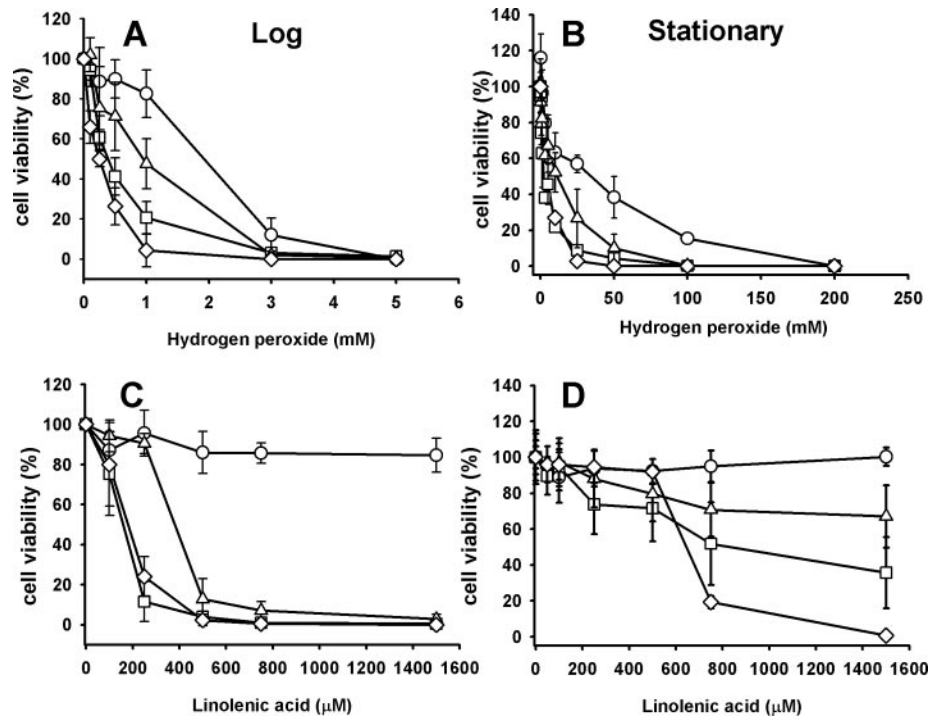 A Log
B Stationary
cell viability (%)
120
100
80
60
40
20
0
0 1 2 3 4 5 6
Hydrogen peroxide (mM)
cell viability (%)
140
120
100
80
60
40
20
0
0 50 100 150 200 250
Hydrogen peroxide (mM)
C
cell viability (%)
120
100
80
60
40
20
0
0 200 400 600 800 1000 1200 1400 1600
Linolenic acid (μM)
D
cell viability (%)
140
120
100
80
60
40
20
0
0 200 400 600 800 1000 1200 1400 1600
Linolenic acid (μM)